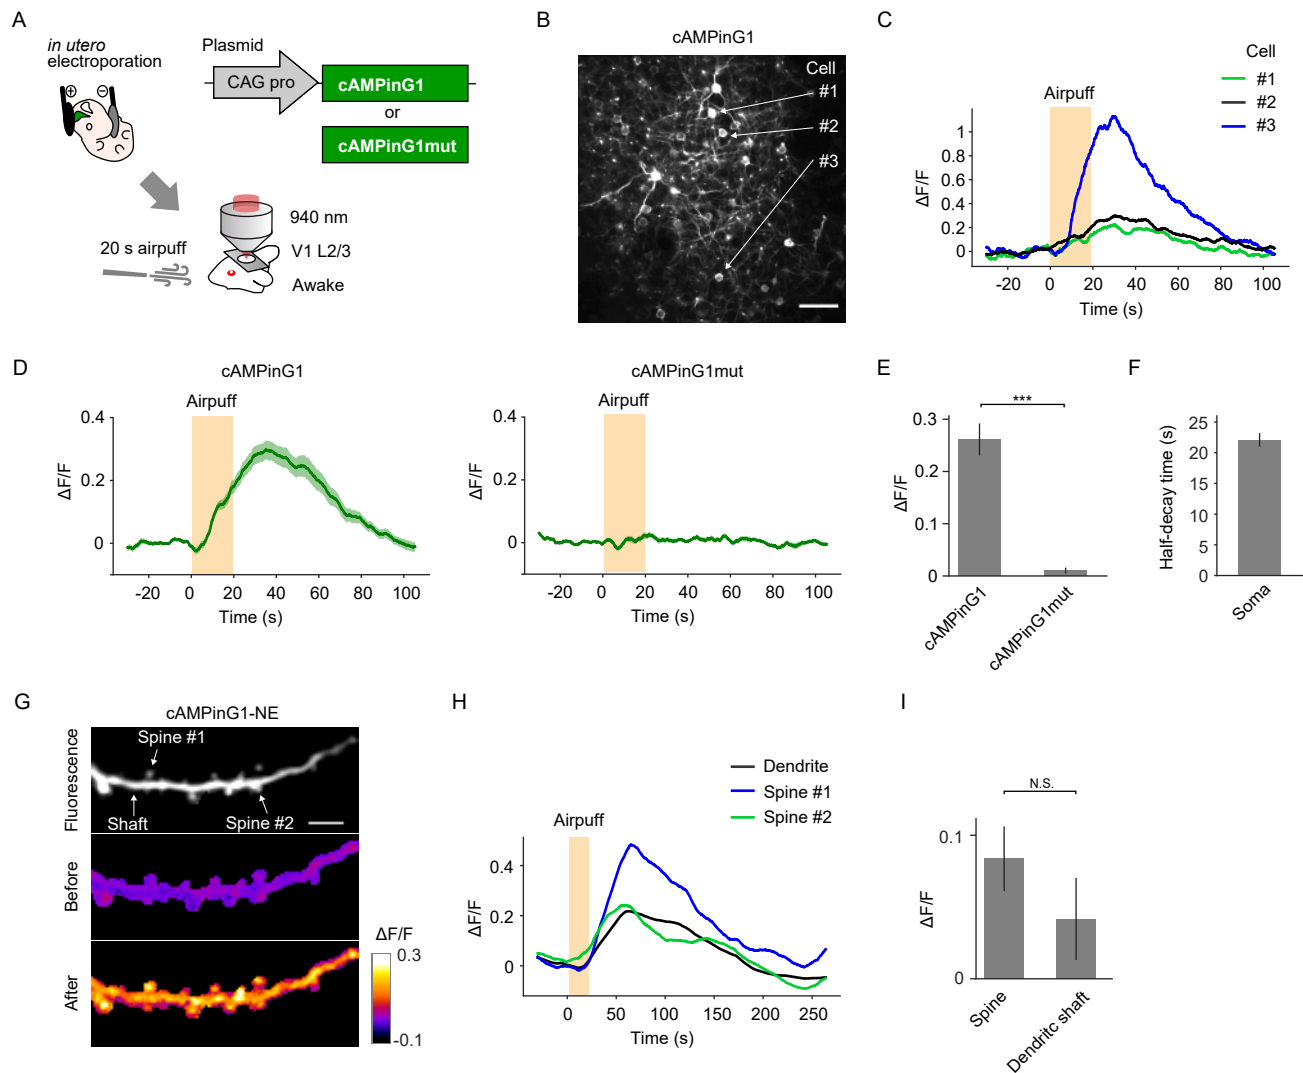 A
in utero
electroporation
Plasmid
CAG pro
cAMPinG1
or
cAMPinG1mut
20 s airpuff
940 nm
V1 L2/3
Awake
B
cAMPinG1
Cell
#1
#2
#3
C
Cell
#1
#2
#3
Airpuff
ΔF/F
1
0.8
0.6
0.4
0.2
0
-20 0 20 40 60 80 100
Time (s)
D
cAMPinG1
Airpuff
ΔF/F
0.4
0.2
0
-20 0 20 40 60 80 100
Time (s)
cAMPinG1mut
Airpuff
ΔF/F
0.4
0.2
0
-20 0 20 40 60 80 100
Time (s)
E
***
ΔF/F
0.3
0.2
0.1
0
cAMPinG1
cAMPinG1mut
F
Half-decay time (s)
25
20
15
10
5
0
Soma
G
cAMPinG1-NE
Fluorescence
Spine #1
Shaft
Spine #2
Before
After
ΔF/F
0.3
-0.1
H
Dendrite
Spine #1
Spine #2
Airpuff
ΔF/F
0.4
0.2
0
0 50 100 150 200 250
Time (s)
I
N.S.
ΔF/F
0.1
0
Spine
Dendritc shaft